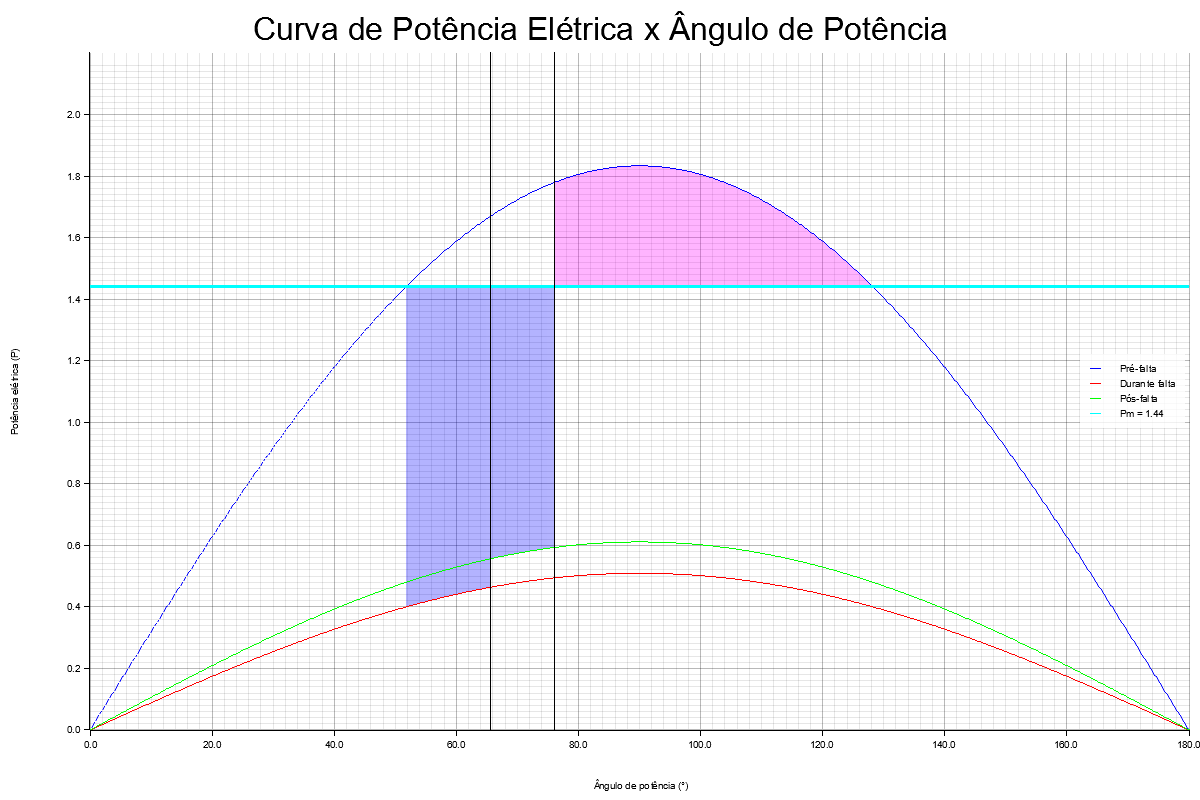 Curva de Potência Elétrica x Ângulo de Potência
Potência elétrica (P)
2.0
1.8
1.6
1.4
1.2
1.0
0.8
0.6
0.4
0.2
0.0
Pré-falta
Durante falta
Pós-falta
Pm = 1.44
0.0 20.0 40.0 60.0 80.0 100.0 120.0 140.0 160.0 180.0
Ângulo de potência (°)